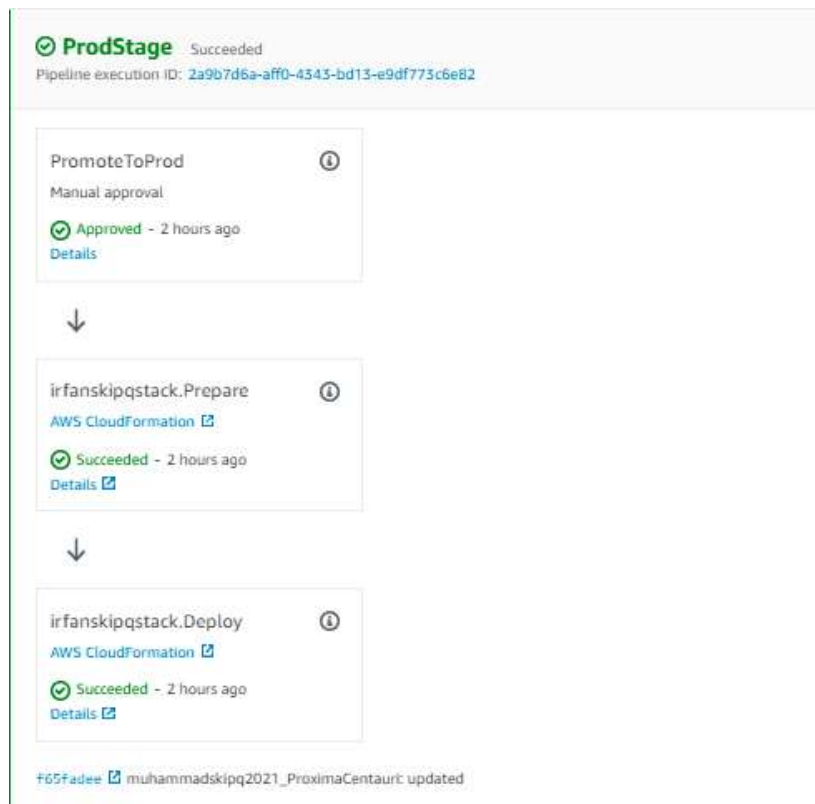 ProdStage Succeeded
Pipeline execution ID: 2a9b7d6a-aff0-4343-bd13-e9df773c6e82
PromoteToProd
Manual approval
Approved - 2 hours ago
Details
irfanskipqstack.Prepare
AWS CloudFormation
Succeeded - 2 hours ago
Details
irfanskipqstack.Deploy
AWS CloudFormation
Succeeded - 2 hours ago
Details
f65fadee muhammadskipq2021_ProximaCentauri: updated